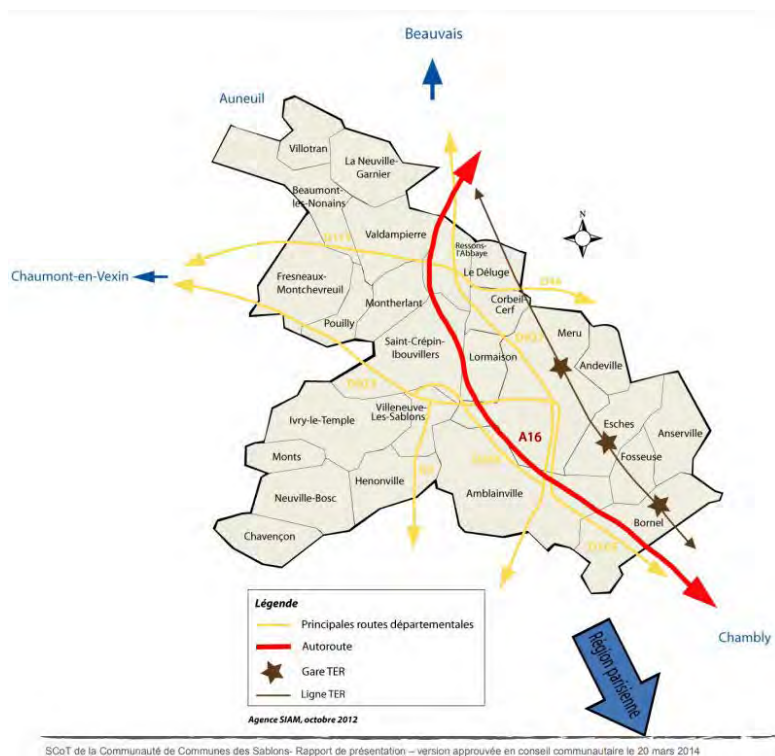 Beauvais
Auneuil
Villotran
La Neuville-
Garnier
Beaumont-
les-Nonains
Valdampierre
Ressons-
l'Abbaye
Le Déluge
Chaumont-en-Vexin
Fresneaux-
Montchevreuil
Montherlant
Corbeil-
Cerf
Pouilly
Saint-Crépin-
Ibouvillers
Lormaison
D927
Meru
Andeville
D923
Ivry-le-Temple
Villeneuve-
Les-Sablons
A16
Esches
Anserville
Fosseuse
Monts
Henonville
Neuville-Bosc
Amblainville
Bornel
Chavençon
N
Chambly
Région parisienne
Légende
Principales routes départementales
Autoroute
Gare TER
Ligne TER
Agence SIAM, octobre 2012
SCoT de la Communauté de Communes des Sablons- Rapport de présentation – version approuvée en conseil communautaire le 20 mars 2014